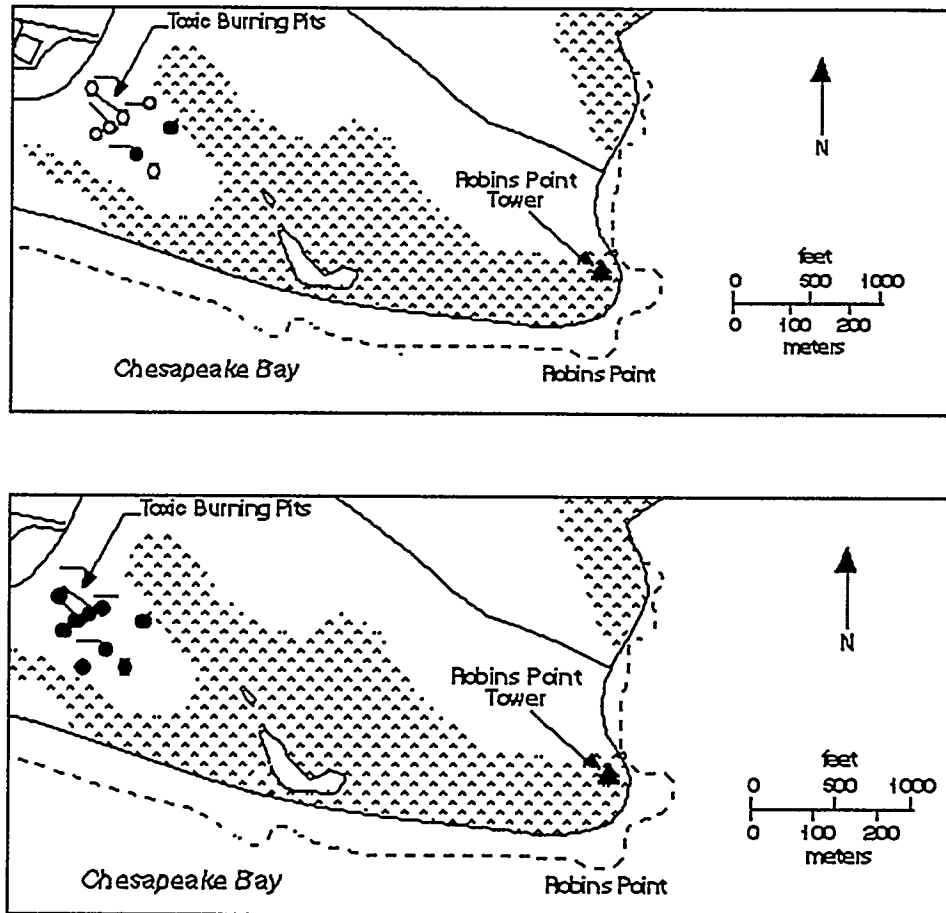 Toxic Burning Pits
N
Robins Point
Tower
feet
0 500 1000
0 100 200
meters
Chesapeake Bay
Robins Point
Toxic Burning Pits
N
Robins Point
Tower
feet
0 500 1000
0 100 200
meters
Chesapeake Bay
Robins Point